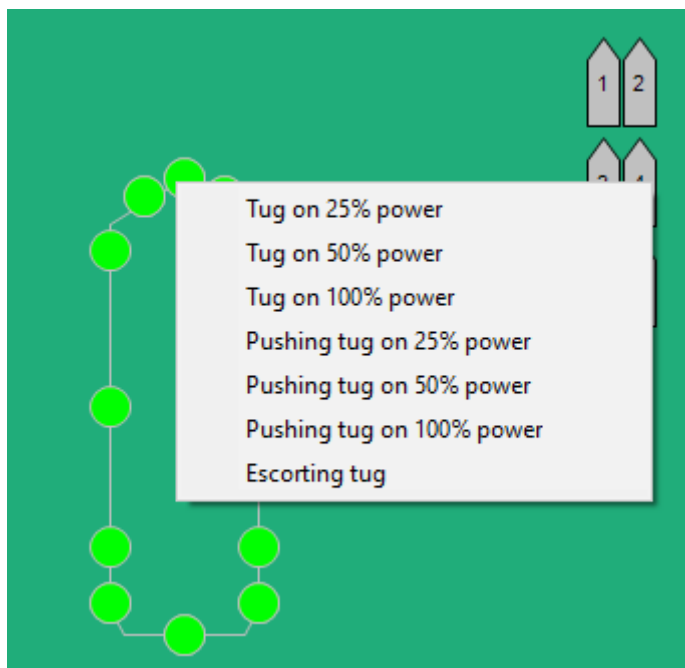 1 2
Tug on 25% power
Tug on 50% power
Tug on 100% power
Pushing tug on 25% power
Pushing tug on 50% power
Pushing tug on 100% power
Escorting tug